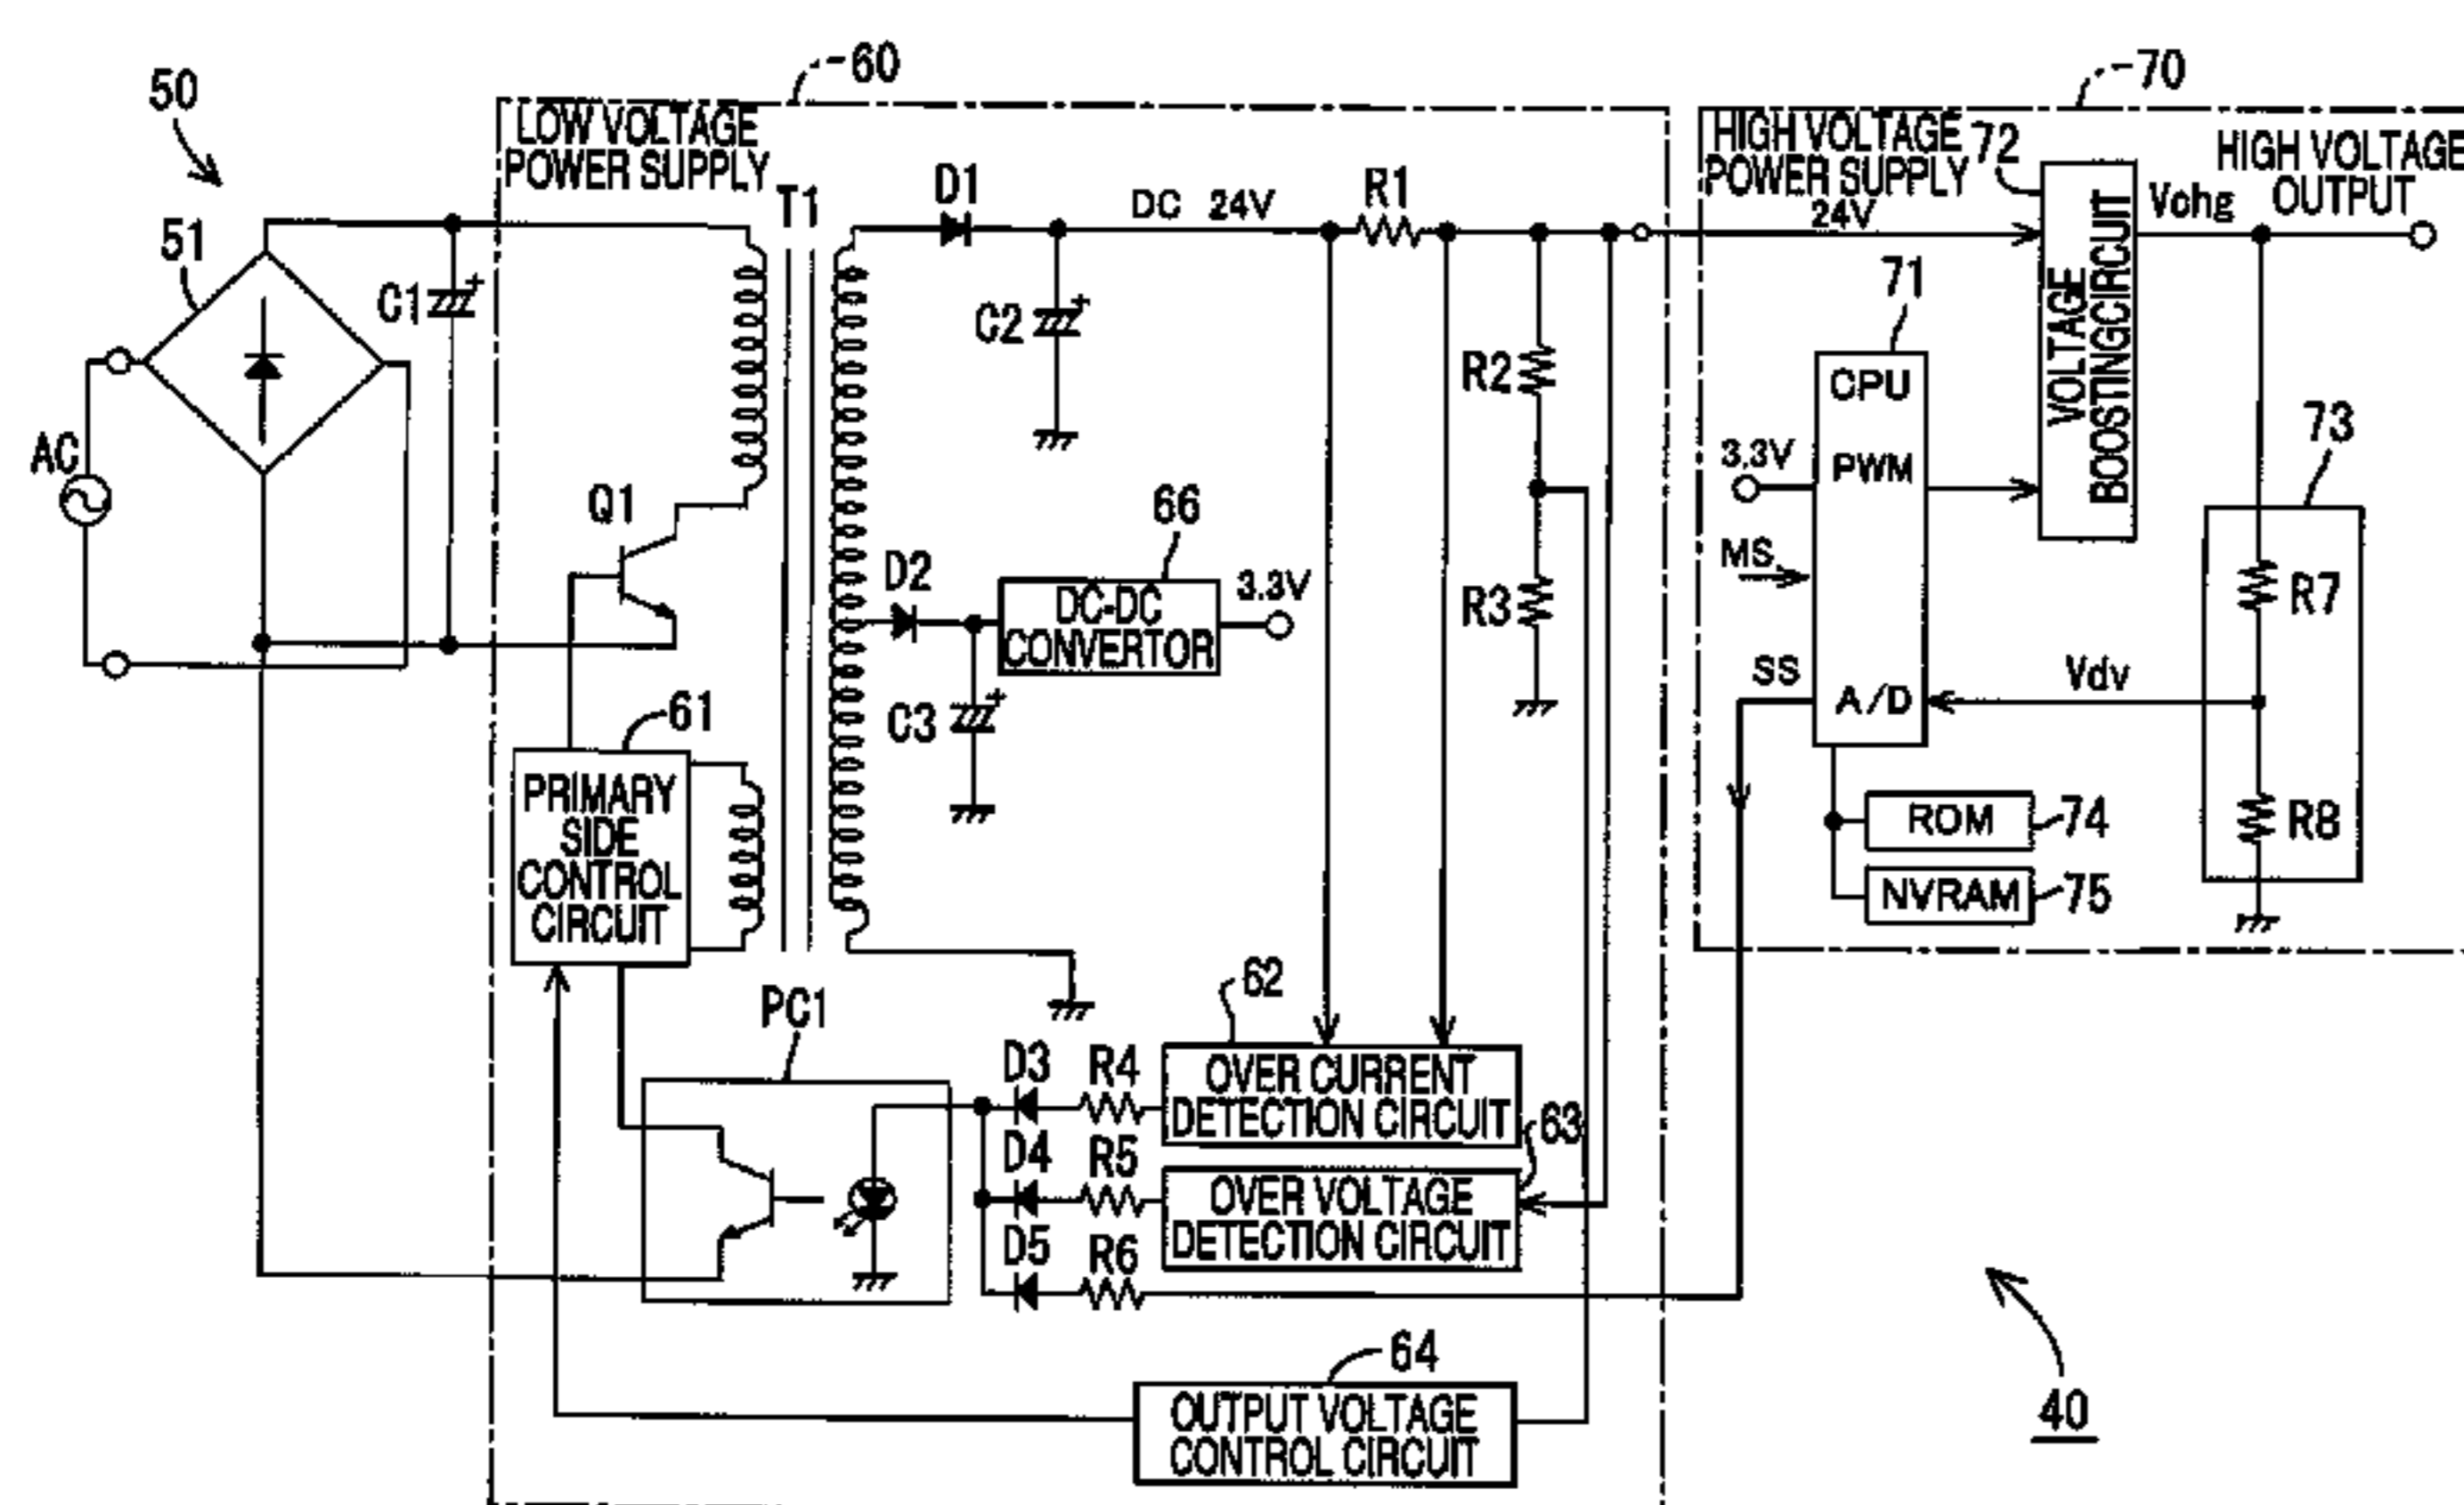 50
51
AC
C1
60
LOW VOLTAGE
POWER SUPPLY
T1
D1
DC 24V
R1
C2
R2
Q1
66
D2
DC-DC
CONVERTOR
3.3V
R3
C3
61
PRIMARY
SIDE
CONTROL
CIRCUIT
PC1
62
D3
R4
OVER CURRENT
DETECTION CIRCUIT
63
D4
R5
OVER VOLTAGE
DETECTION CIRCUIT
D5
R6
64
OUTPUT VOLTAGE
CONTROL CIRCUIT
70
HIGH VOLTAGE
POWER SUPPLY
72
24V
VOLTAGE
BOOSTINGCIRCUIT
Vchg
HIGH VOLTAGE
OUTPUT
71
CPU
3.3V
PWM
MS
SS
A/D
Vdv
73
R7
R8
ROM
74
NVRAM
75
40